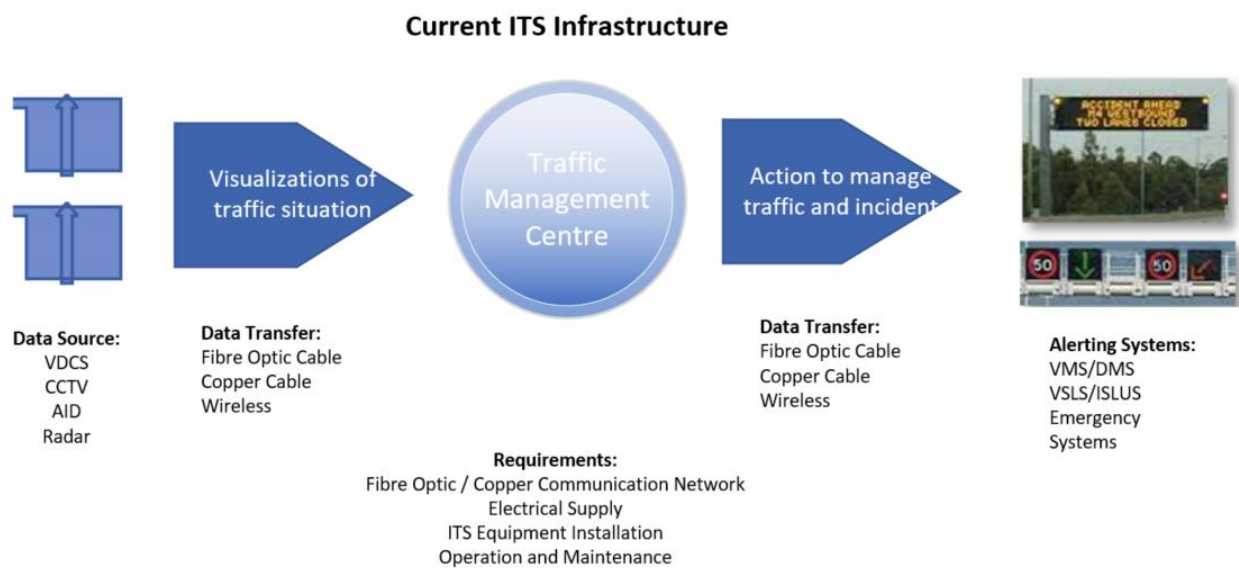 Current ITS Infrastructure
Visualizations of
traffic situation
Traffic
Management
Centre
Action to manage
traffic and incident
ACCIDENT AHEAD
M4 WESTBOUND
TWO LANES CLOSED
50
50
Data Source:
VDCS
CCTV
AID
Radar
Data Transfer:
Fibre Optic Cable
Copper Cable
Wireless
Data Transfer:
Fibre Optic Cable
Copper Cable
Wireless
Alerting Systems:
VMS/DMS
VSLS/ISLUS
Emergency
Systems
Requirements:
Fibre Optic / Copper Communication Network
Electrical Supply
ITS Equipment Installation
Operation and Maintenance